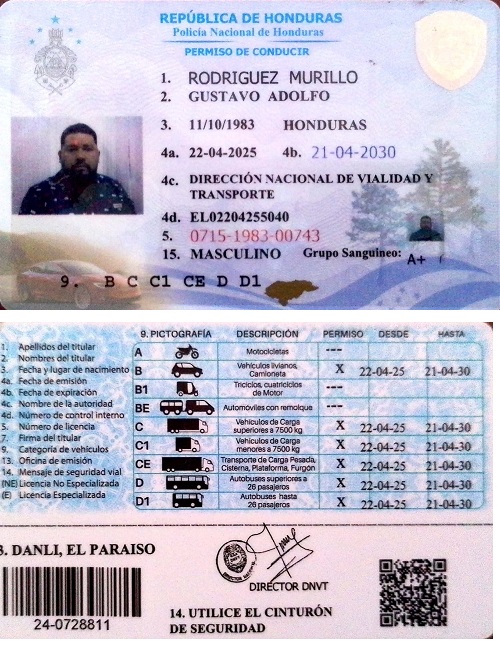 REPÚBLICA DE HONDURAS
Policía Nacional de Honduras
PERMISO DE CONDUCIR
1. RODRIGUEZ MURILLO
2. GUSTAVO ADOLFO
3. 11/10/1983 HONDURAS
4a. 22-04-2025 4b. 21-04-2030
4c. DIRECCIÓN NACIONAL DE VIALIDAD Y
TRANSPORTE
4d. EL02204255040
5. 0715-1983-00743
15. MASCULINO Grupo Sanguineo: A+
9. B C C1 CE D D1
1. Apellidos del titular
2. Nombres del titular
3. Fecha y lugar de nacimiento
4a. Fecha de emisión
4b. Fecha de expiración
4c. Nombre de la autoridad
4d. Número de control interno
5. Número de licencia
7. Firma del titular
9. Categoría de vehículos
13. Oficina de emisión
14. Mensaje de seguridad vial
(NE) Licencia No Especializada
(E) Licencia Especializada
9. PICTOGRAFÍA DESCRIPCIÓN PERMISO DESDE HASTA
A Motocicletas ---
B Vehículos livianos, Camioneta X 22-04-25 21-04-30
B1 Triciclos, cuatriciclos de Motor ---
BE Automoviles con remolque ---
C Vehículos de Carga superiores a 7500 kg X 22-04-25 21-04-30
C1 Vehículos de Carga menores a 7500 kg X 22-04-25 21-04-30
CE Transporte de Carga Pesada, Cisterna, Plataforma, Furgón X 22-04-25 21-04-30
D Autobuses superiores a 26 pasajeros X 22-04-25 21-04-30
D1 Autobuses hasta 26 pasajeros X 22-04-25 21-04-30
3. DANLI, EL PARAISO
DIRECTOR DNVT
24-0728811
14. UTILICE EL CINTURÓN
DE SEGURIDAD